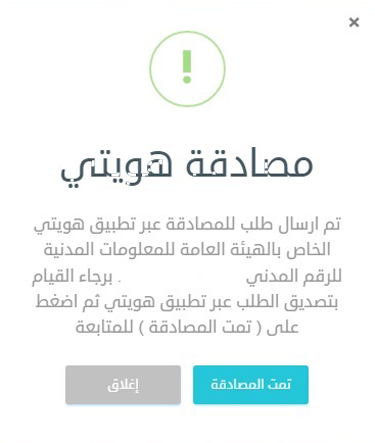 مصادقة هويتي
تم ارسال طلب للمصادقة عبر تطبيق هويتي
الخاص بالهيئة العامة للمعلومات المدنية
للرقم المدني . برجاء القيام
بتصديق الطلب عبر تطبيق هويتي ثم اضغط
على ( تمت المصادقة ) للمتابعة
تمت المصادقة
إغلاق